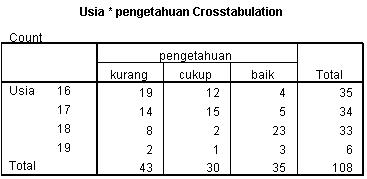 Usia * pengetahuan Crosstabulation
Count
pengetahuan
kurang cukup baik Total
Usia 16 19 12 4 35
17 14 15 5 34
18 8 2 23 33
19 2 1 3 6
Total 43 30 35 108